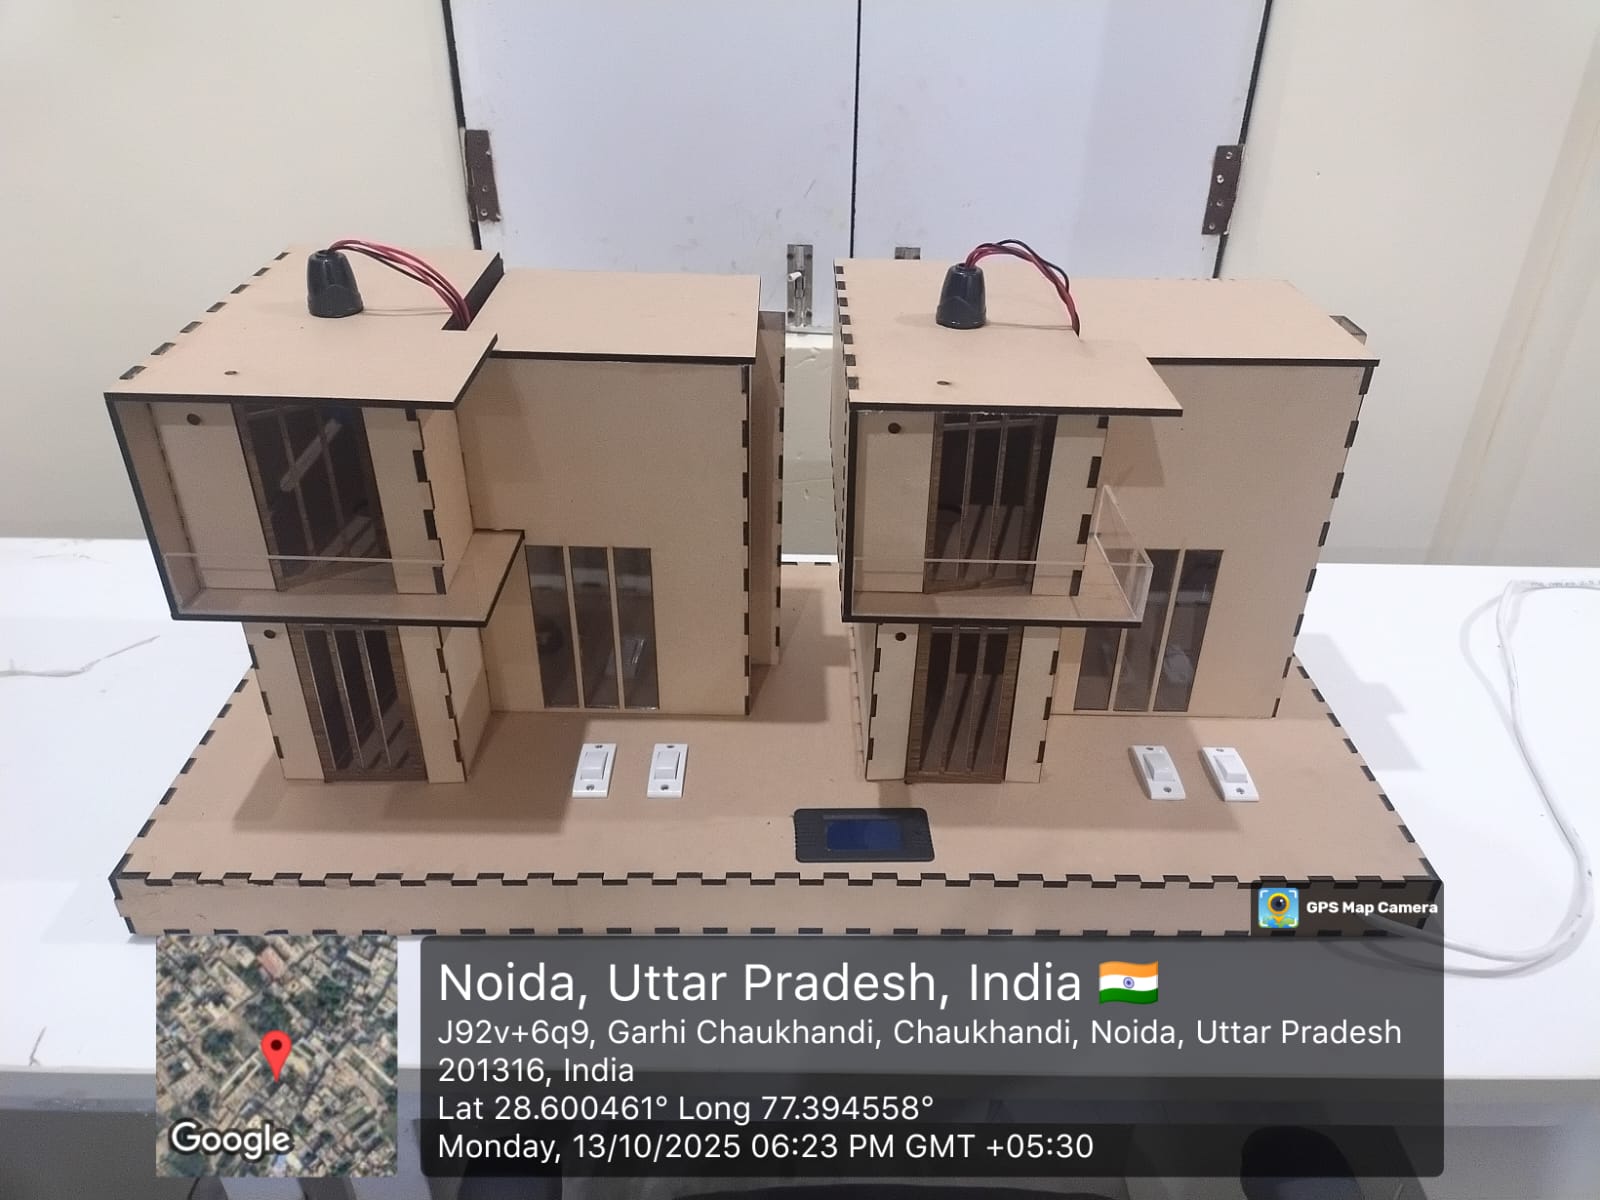 GPS Map Camera
Noida, Uttar Pradesh, India 🇮🇳
J92v+6q9, Garhi Chaukhandi, Chaukhandi, Noida, Uttar Pradesh
201316, India
Lat 28.600461° Long 77.394558°
Monday, 13/10/2025 06:23 PM GMT +05:30
Google